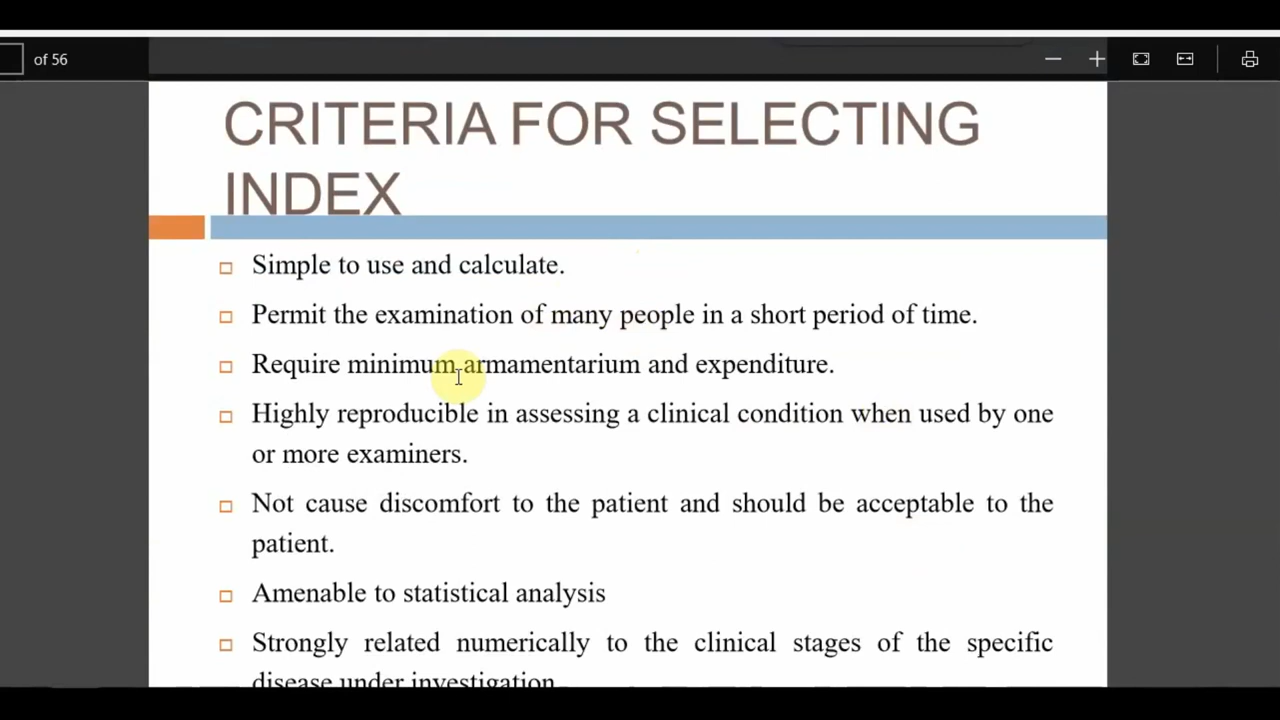 of 56
CRITERIA FOR SELECTING
INDEX
Simple to use and calculate.
Permit the examination of many people in a short period of time.
Require minimum armamentarium and expenditure.
Highly reproducible in assessing a clinical condition when used by one
or more examiners.
Not cause discomfort to the patient and should be acceptable to the
patient.
Amenable to statistical analysis
Strongly related numerically to the clinical stages of the specific
disease under investigation